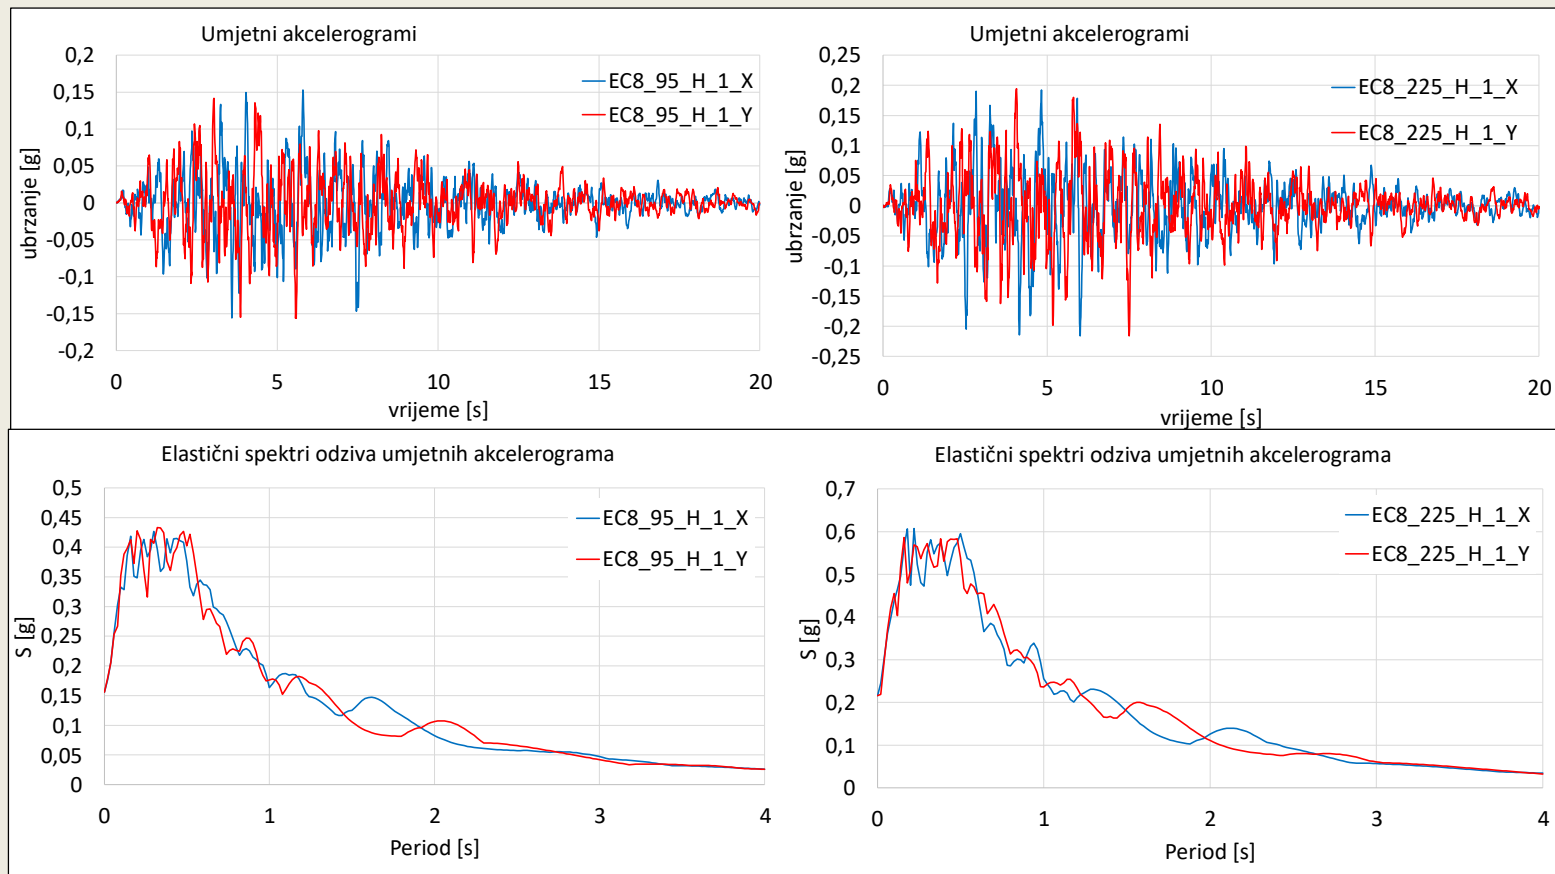 Umjetni akcelerogrami
0,2
0,15
0,1
0,05
0
-0,05
-0,1
-0,15
-0,2
ubrzanje [g]
EC8_95_H_1_X
EC8_95_H_1_Y
0
5
10
15
20
vrijeme [s]
Umjetni akcelerogrami
0,25
0,2
0,15
0,1
0,05
0
-0,05
-0,1
-0,15
-0,2
-0,25
ubrzanje [g]
EC8_225_H_1_X
EC8_225_H_1_Y
0
5
10
15
20
vrijeme [s]
Elastični spektri odziva umjetnih akcelerograma
0,5
0,45
0,4
0,35
0,3
0,25
0,2
0,15
0,1
0,05
0
S [g]
EC8_95_H_1_X
EC8_95_H_1_Y
0
1
2
3
4
Period [s]
Elastični spektri odziva umjetnih akcelerograma
0,7
0,6
0,5
0,4
0,3
0,2
0,1
0
S [g]
EC8_225_H_1_X
EC8_225_H_1_Y
0
1
2
3
4
Period [s]